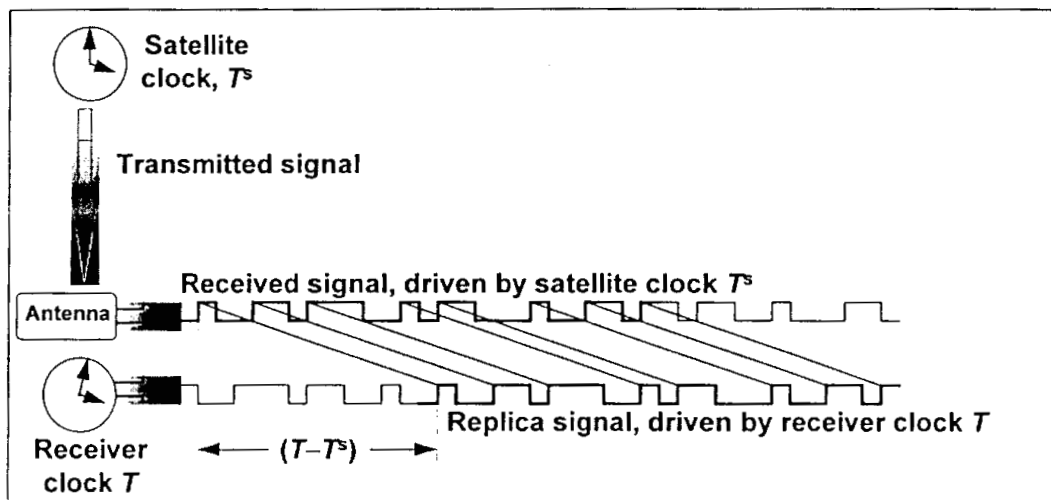 Satellite
clock, Tˢ
Transmitted signal
Received signal, driven by satellite clock Tˢ
Antenna
Replica signal, driven by receiver clock T
Receiver
clock T
(T–Tˢ)